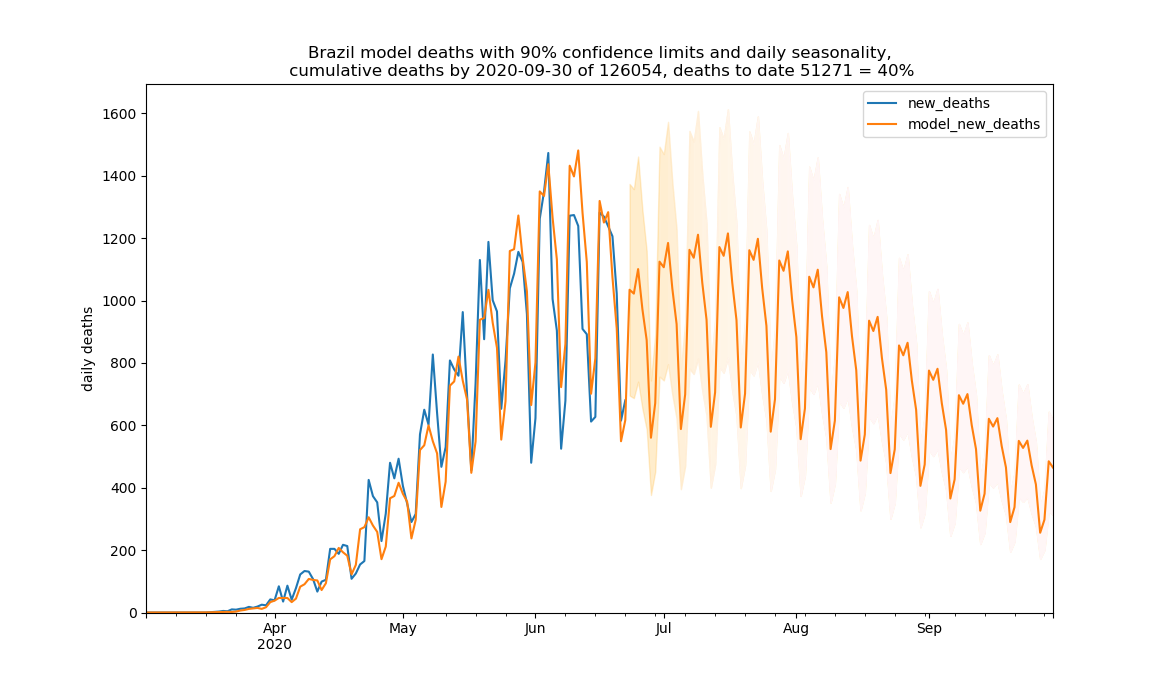 Brazil model deaths with 90% confidence limits and daily seasonality,
cumulative deaths by 2020-09-30 of 126054, deaths to date 51271 = 40%
new_deaths
model_new_deaths
daily deaths
1600
1400
1200
1000
800
600
400
200
0
Apr
2020
May
Jun
Jul
Aug
Sep